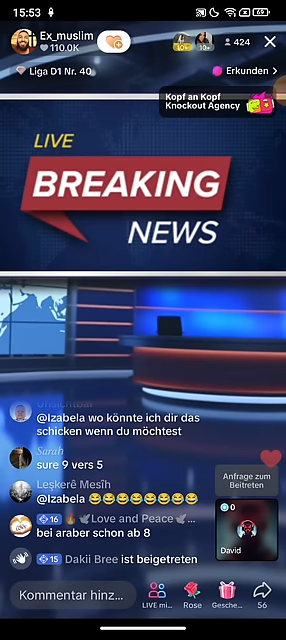 15:53
69
Ex_muslim
110.0K
40+
10+
424
Liga D1 Nr. 40
Erkunden >
Kopf an Kopf
Knockout Agency
LIVE
BREAKING
NEWS
Unsichtbar
@Izabela wo könnte ich dir das
schicken wenn du möchtest
Sarah
sure 9 vers 5
Leşkerê Mesîh
@Izabela 😂😂😂😂😂😂😂😂
16 🔥🕊Love and Peace 🕊...
bei araber schon ab 8
15 Dakii Bree ist beigetreten
Anfrage zum
Beitreten
0
David
Kommentar hinz...
LIVE mi...
Rose
Gesche...
56